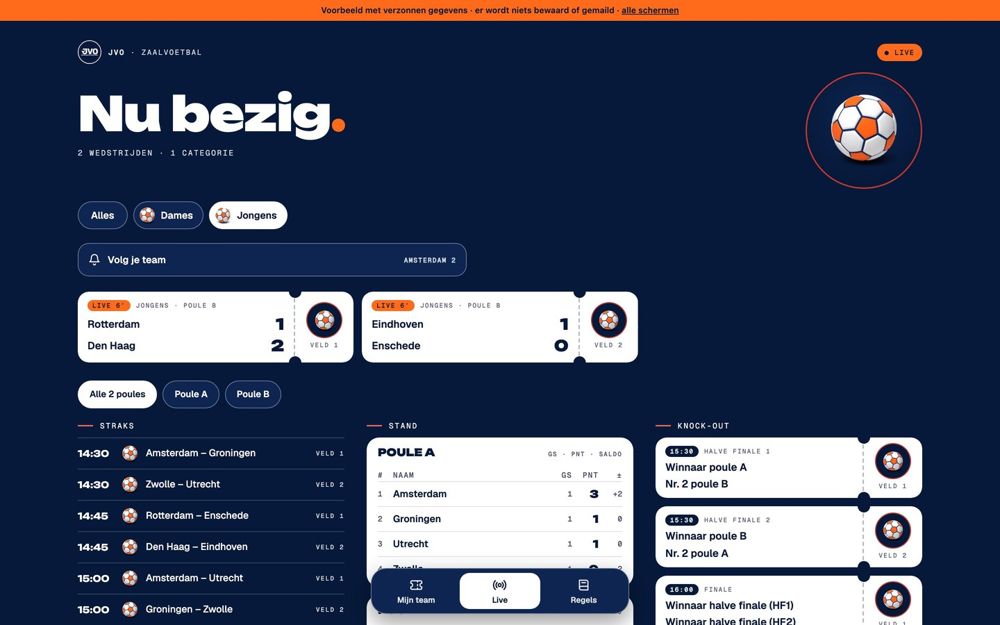 Voorbeeld met verzonnen gegevens · er wordt niets bewaard of gemaild · alle schermen
JVO JVO · ZAALVOETBAL
● LIVE
Nu bezig.
2 WEDSTRIJDEN · 1 CATEGORIE
Alles Dames Jongens
Volg je team AMSTERDAM 2
LIVE 6' JONGENS · POULE B
Rotterdam 1
Den Haag 2
VELD 1
LIVE 6' JONGENS · POULE B
Eindhoven 1
Enschede 0
VELD 2
Alle 2 poules Poule A Poule B
STRAKS
14:30 Amsterdam – Groningen VELD 1
14:30 Zwolle – Utrecht VELD 2
14:45 Rotterdam – Enschede VELD 1
14:45 Den Haag – Eindhoven VELD 2
15:00 Amsterdam – Utrecht VELD 1
15:00 Groningen – Zwolle VELD 2
STAND
POULE A GS · PNT · SALDO
# NAAM GS PNT ±
1 Amsterdam 1 3 +2
2 Groningen 1 1 0
3 Utrecht 1 1 0
KNOCK-OUT
15:30 HALVE FINALE 1
Winnaar poule A
Nr. 2 poule B
VELD 1
15:30 HALVE FINALE 2
Winnaar poule B
Nr. 2 poule A
VELD 2
16:00 FINALE
Winnaar halve finale (HF1)
Winnaar halve finale (HF2)
VELD 1
Mijn team Live Regels